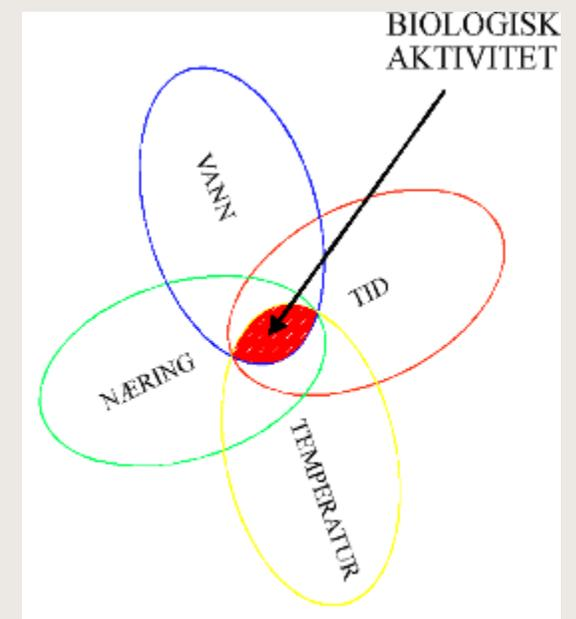 BIOLOGISK
AKTIVITET
VANN
TID
NÆRING
TEMPERATUR